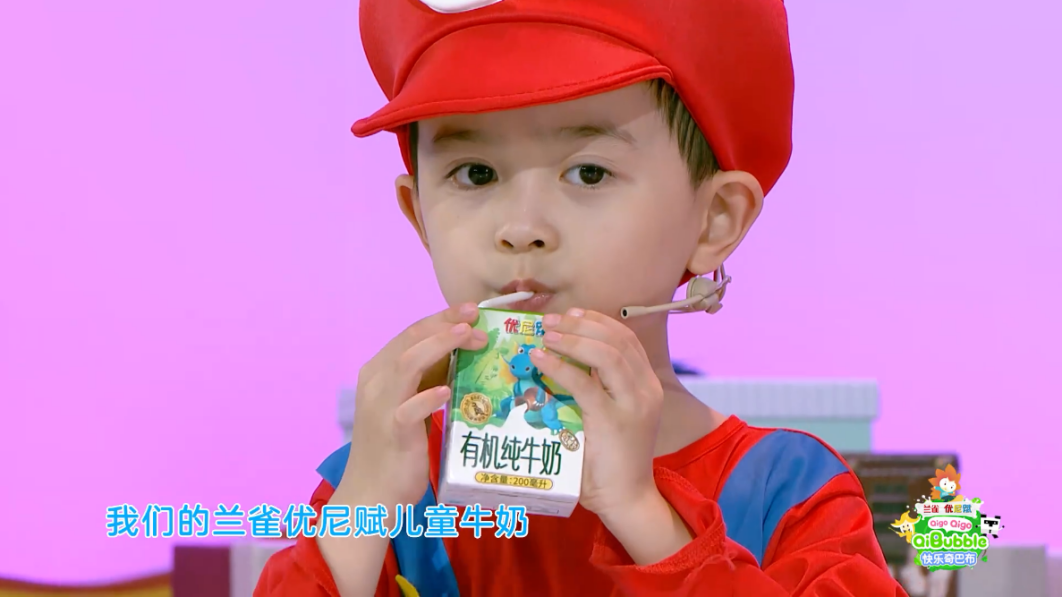 优尼赋
有机纯牛奶
净含量:200毫升
我们的兰雀优尼赋儿童牛奶
兰雀 优尼赋
Qigo Qigo
QiBubble
快乐奇巴布